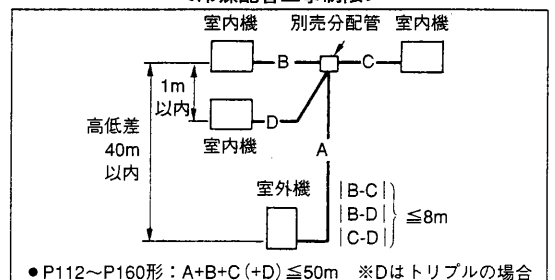 室内機 別売分配管 室内機
B C
1m
以内
D
高低差
40m
以内
室内機
A
室外機
|B-C|
|B-D| ≦8m
|C-D|
●P112～P160形：A+B+C(+D)≦50m ※Dはトリプルの場合